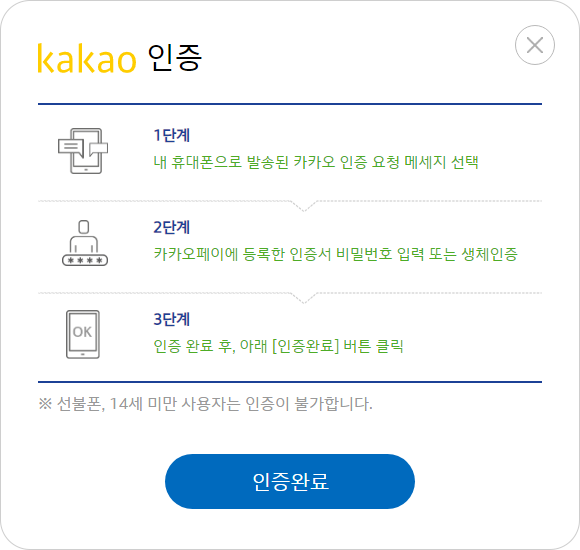 kakao 인증
1단계
내 휴대폰으로 발송된 카카오 인증 요청 메세지 선택
2단계
카카오페이에 등록한 인증서 비밀번호 입력 또는 생체인증
****
OK
3단계
인증 완료 후, 아래 [인증완료] 버튼 클릭
※ 선불폰, 14세 미만 사용자는 인증이 불가합니다.
인증완료